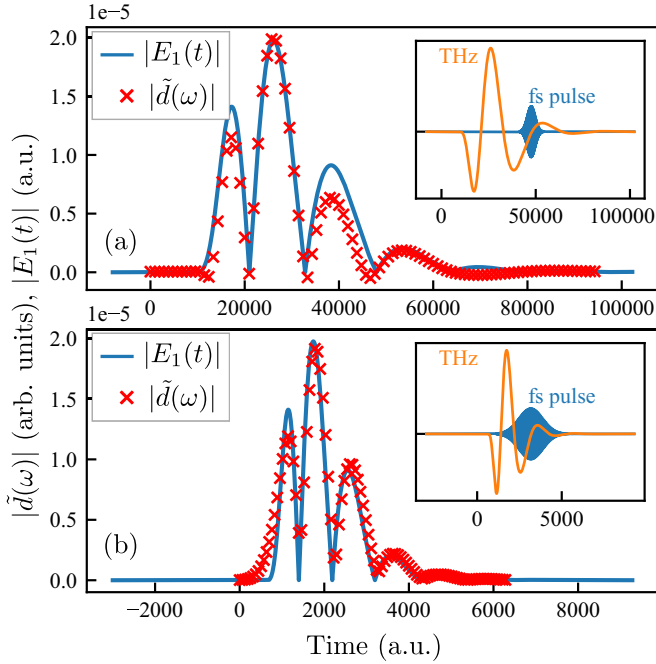 1e−5
2.0
1.5
1.0
0.5
0.0
|E₁(t)|
|d̃(ω)|
(a)
THz
fs pulse
0 50000 100000
0 20000 40000 60000 80000 100000
1e−5
2.0
1.5
1.0
0.5
0.0
|E₁(t)|
|d̃(ω)|
(b)
THz
fs pulse
0 5000
−2000 0 2000 4000 6000 8000
Time (a.u.)
|d̃(ω)| (arb. units), |E₁(t)| (a.u.)